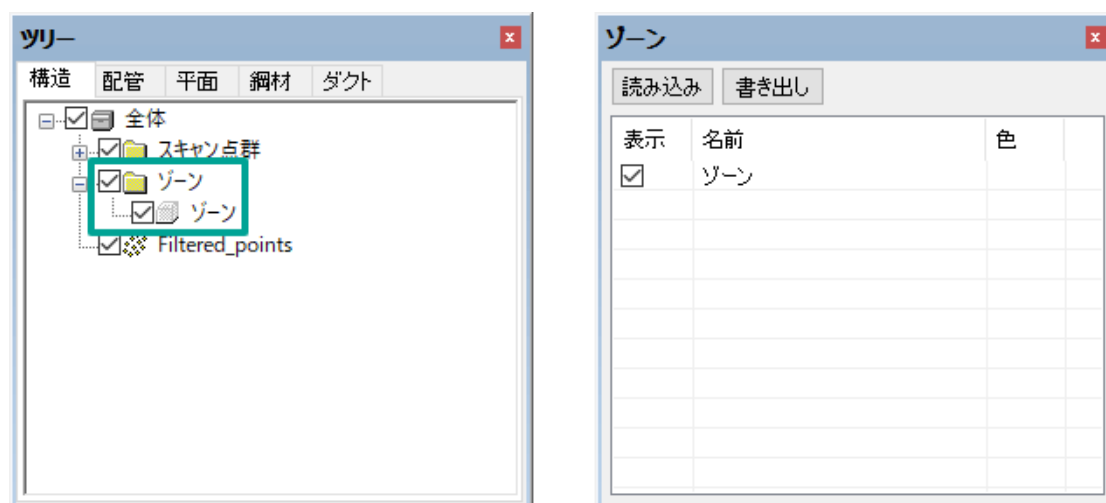 ツリー
構造 配管 平面 鋼材 ダクト
全体
スキャン点群
ゾーン
ゾーン
Filtered_points
ゾーン
読み込み 書き出し
表示 名前 色
ゾーン